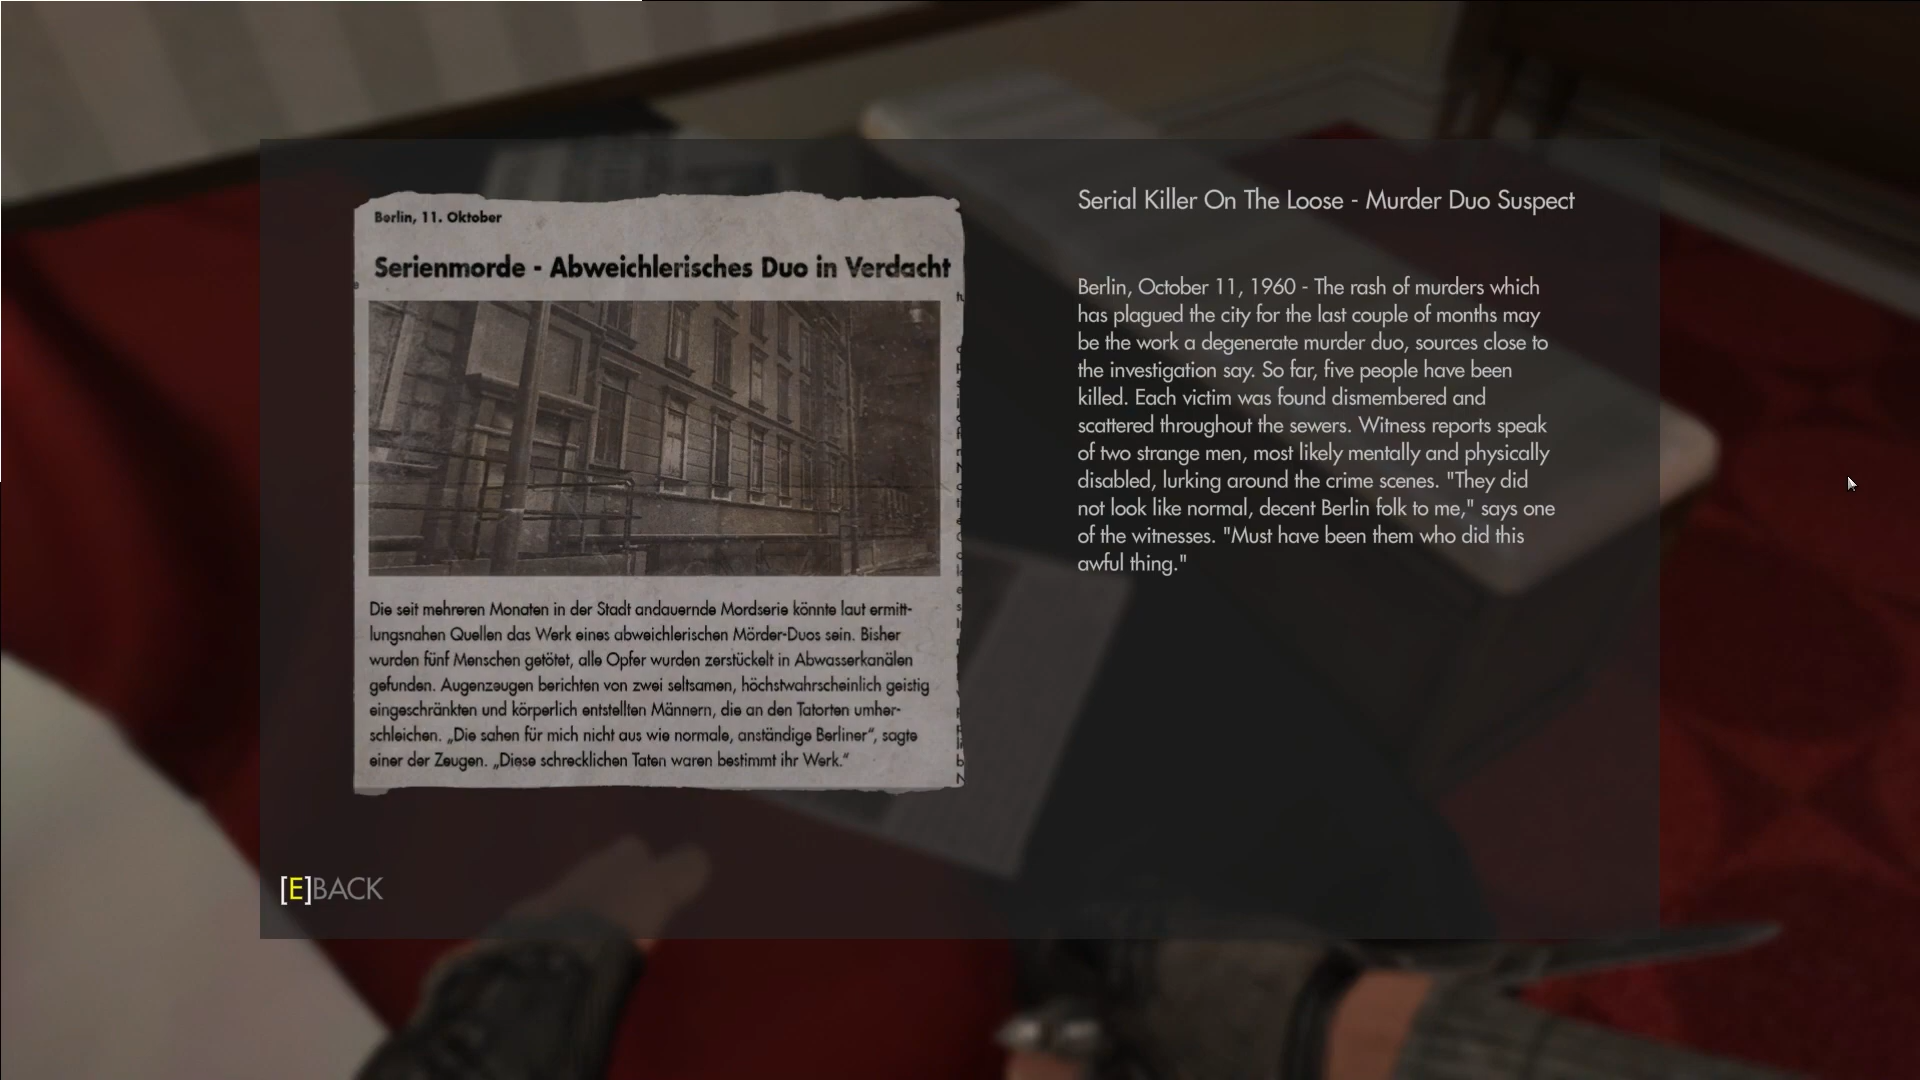 Berlin, 11. Oktober
Serienmorde - Abweichlerisches Duo in Verdacht
Die seit mehreren Monaten in der Stadt andauernde Mordserie könnte laut ermitt-
lungsnahen Quellen das Werk eines abweichlerischen Mörder-Duos sein. Bisher
wurden fünf Menschen getötet, alle Opfer wurden zerstückelt in Abwasserkanälen
gefunden. Augenzeugen berichten von zwei seltsamen, höchstwahrscheinlich geistig
eingeschränkten und körperlich entstellten Männern, die an den Tatorten umher-
schleichen. „Die sahen für mich nicht aus wie normale, anständige Berliner“, sagte
einer der Zeugen. „Diese schrecklichen Taten waren bestimmt ihr Werk.“
Serial Killer On The Loose - Murder Duo Suspect
Berlin, October 11, 1960 - The rash of murders which
has plagued the city for the last couple of months may
be the work a degenerate murder duo, sources close to
the investigation say. So far, five people have been
killed. Each victim was found dismembered and
scattered throughout the sewers. Witness reports speak
of two strange men, most likely mentally and physically
disabled, lurking around the crime scenes. "They did
not look like normal, decent Berlin folk to me," says one
of the witnesses. "Must have been them who did this
awful thing."
[E]BACK